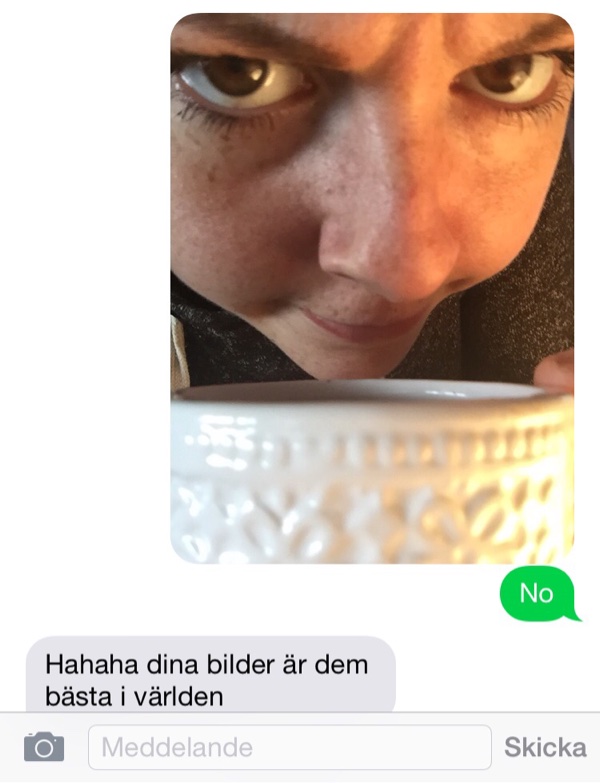 No
Hahaha dina bilder är dem
bästa i världen
Meddelande
Skicka